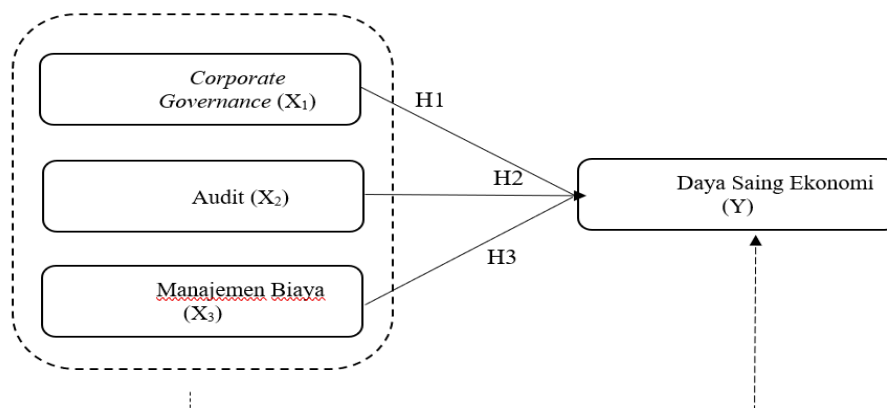 Corporate
Governance (X₁)
H1
Audit (X₂)
H2
Daya Saing Ekonomi
(Y)
H3
Manajemen Biaya
(X₃)